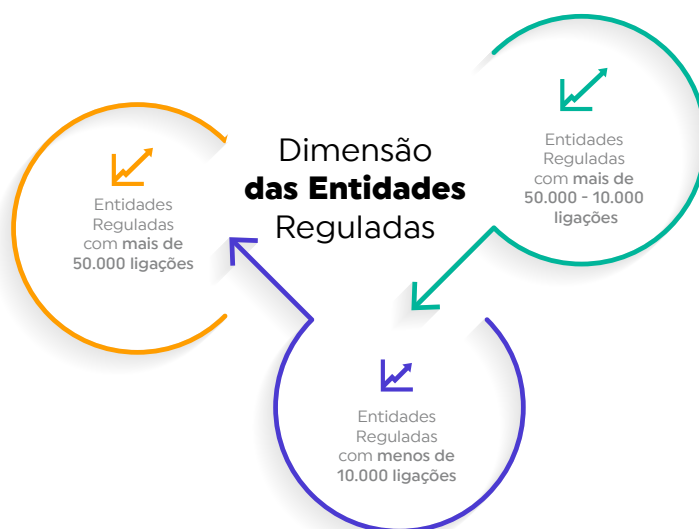 Dimensão
das Entidades
Reguladas
Entidades
Reguladas
com mais de
50.000 ligações
Entidades
Reguladas
com mais de
50.000 - 10.000
ligações
Entidades
Reguladas
com menos de
10.000 ligações